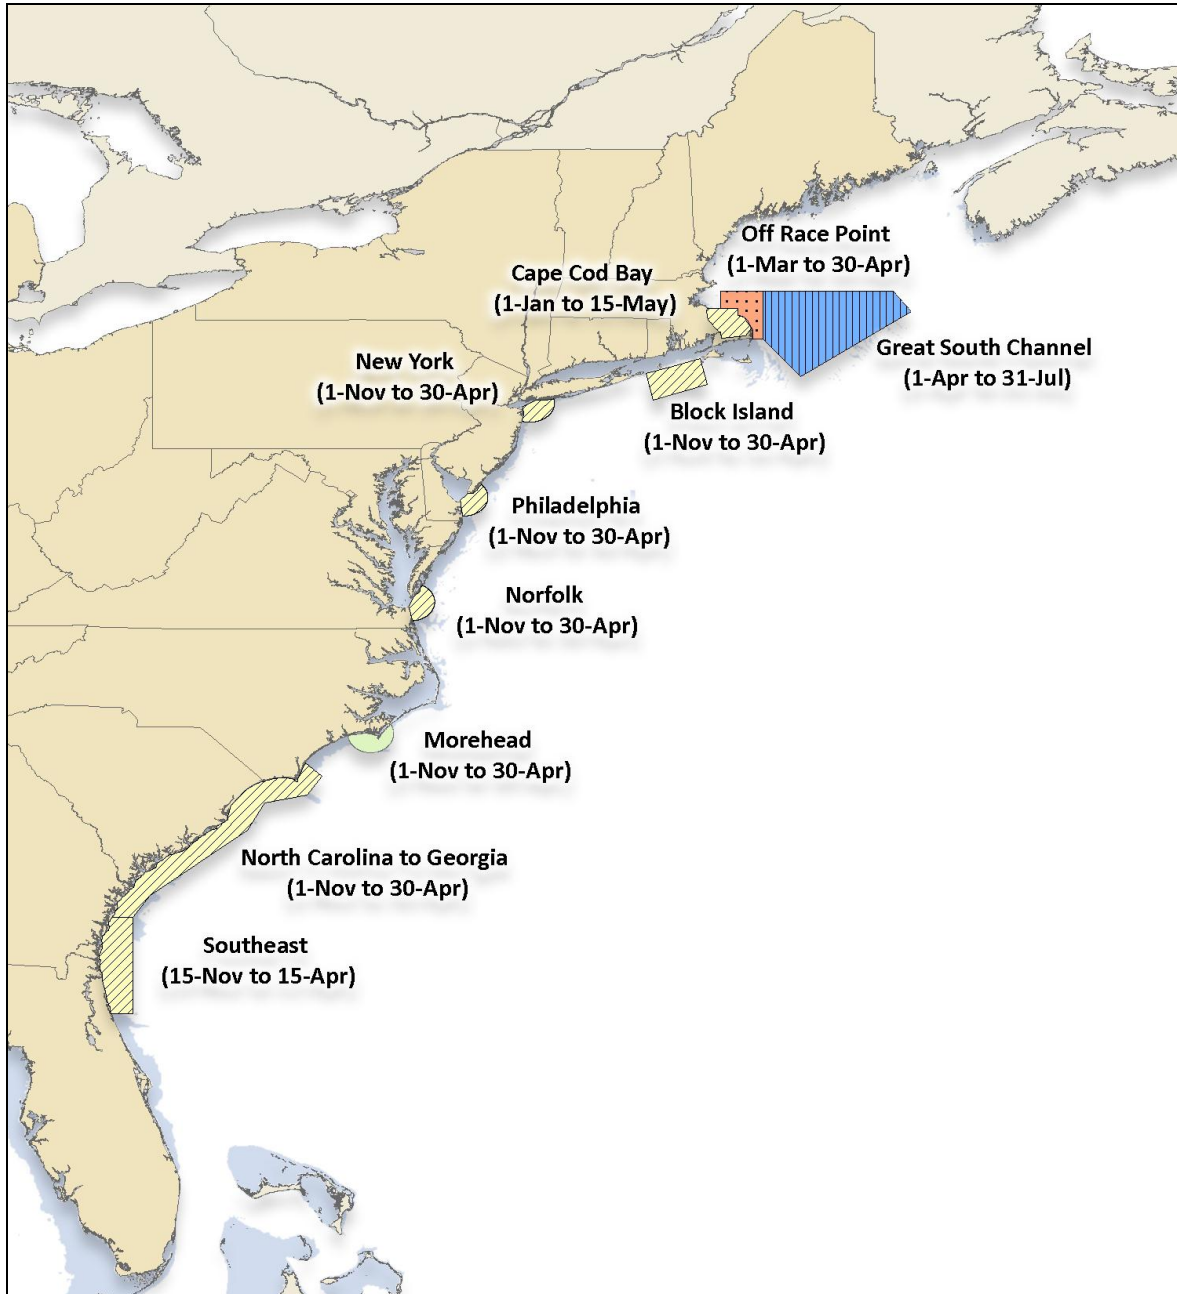 Off Race Point
(1-Mar to 30-Apr)
Cape Cod Bay
(1-Jan to 15-May)
Great South Channel
(1-Apr to 31-Jul)
New York
(1-Nov to 30-Apr)
Block Island
(1-Nov to 30-Apr)
Philadelphia
(1-Nov to 30-Apr)
Norfolk
(1-Nov to 30-Apr)
Morehead
(1-Nov to 30-Apr)
North Carolina to Georgia
(1-Nov to 30-Apr)
Southeast
(15-Nov to 15-Apr)